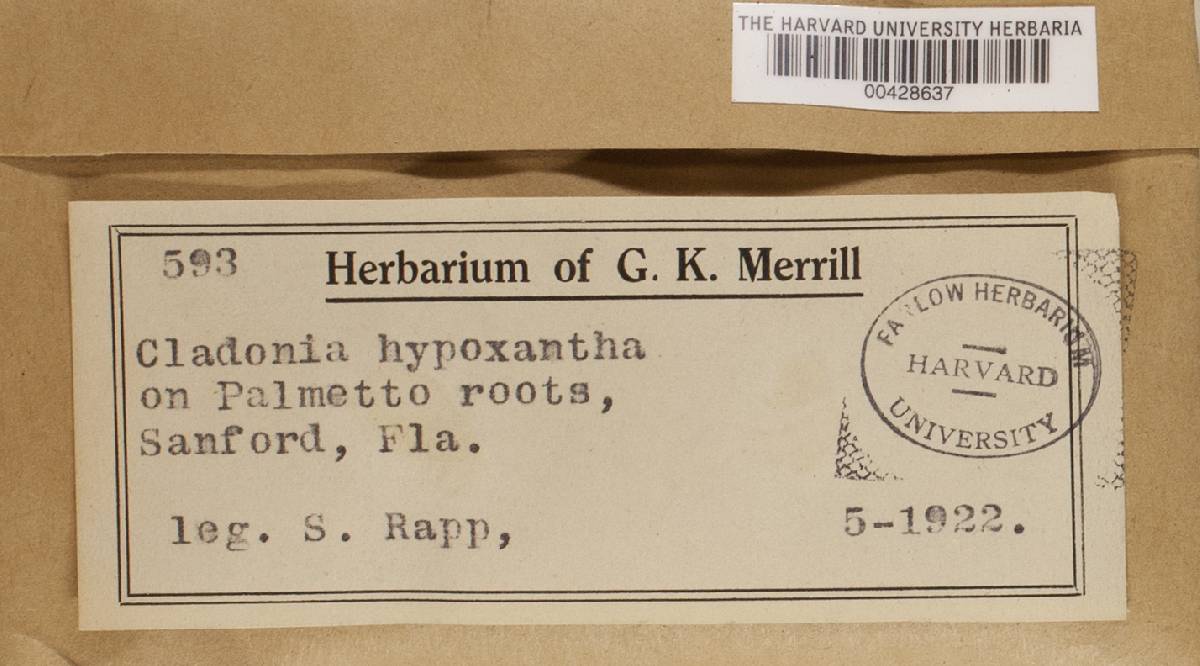 THE HARVARD UNIVERSITY HERBARIA
00428637
593
Herbarium of G. K. Merrill
Cladonia hypoxantha
on Palmetto roots,
Sanford, Fla.
leg. S. Rapp,
5-1922.
FARLOW HERBARIUM
HARVARD
UNIVERSITY